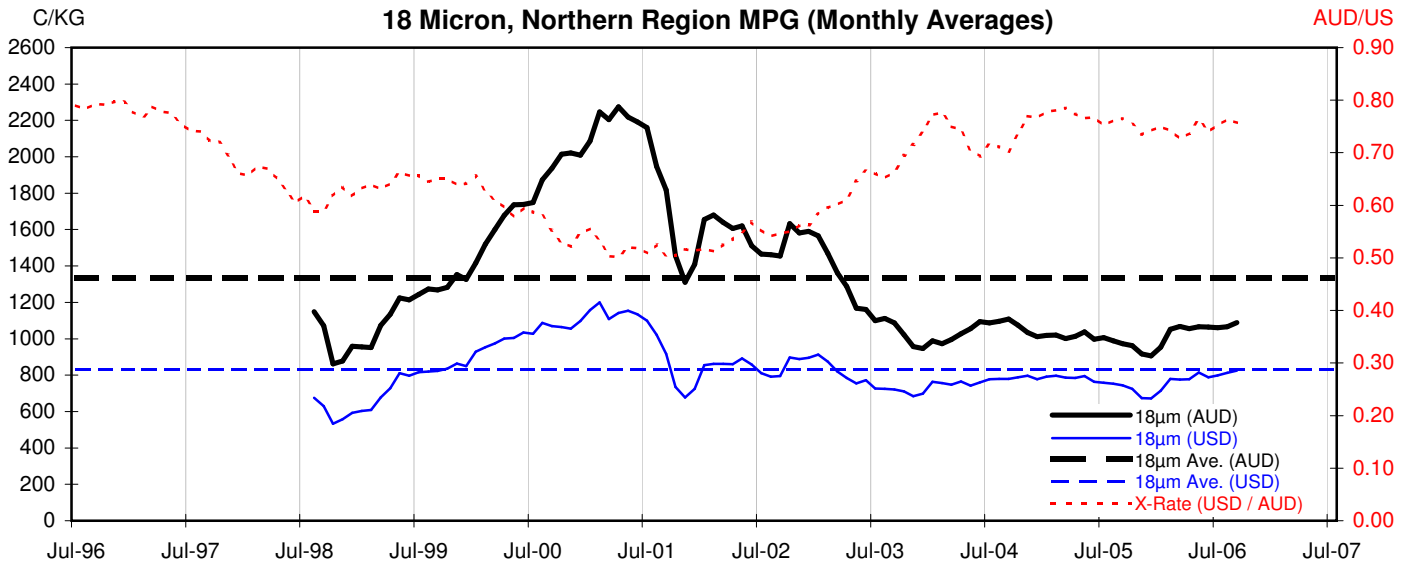 C/KG
18 Micron, Northern Region MPG (Monthly Averages)
AUD/US
2600
2400
2200
2000
1800
1600
1400
1200
1000
800
600
400
200
0
0.90
0.80
0.70
0.60
0.50
0.40
0.30
0.20
0.10
0.00
18µm (AUD)
18µm (USD)
18µm Ave. (AUD)
18µm Ave. (USD)
X-Rate (USD / AUD)
Jul-96 Jul-97 Jul-98 Jul-99 Jul-00 Jul-01 Jul-02 Jul-03 Jul-04 Jul-05 Jul-06 Jul-07